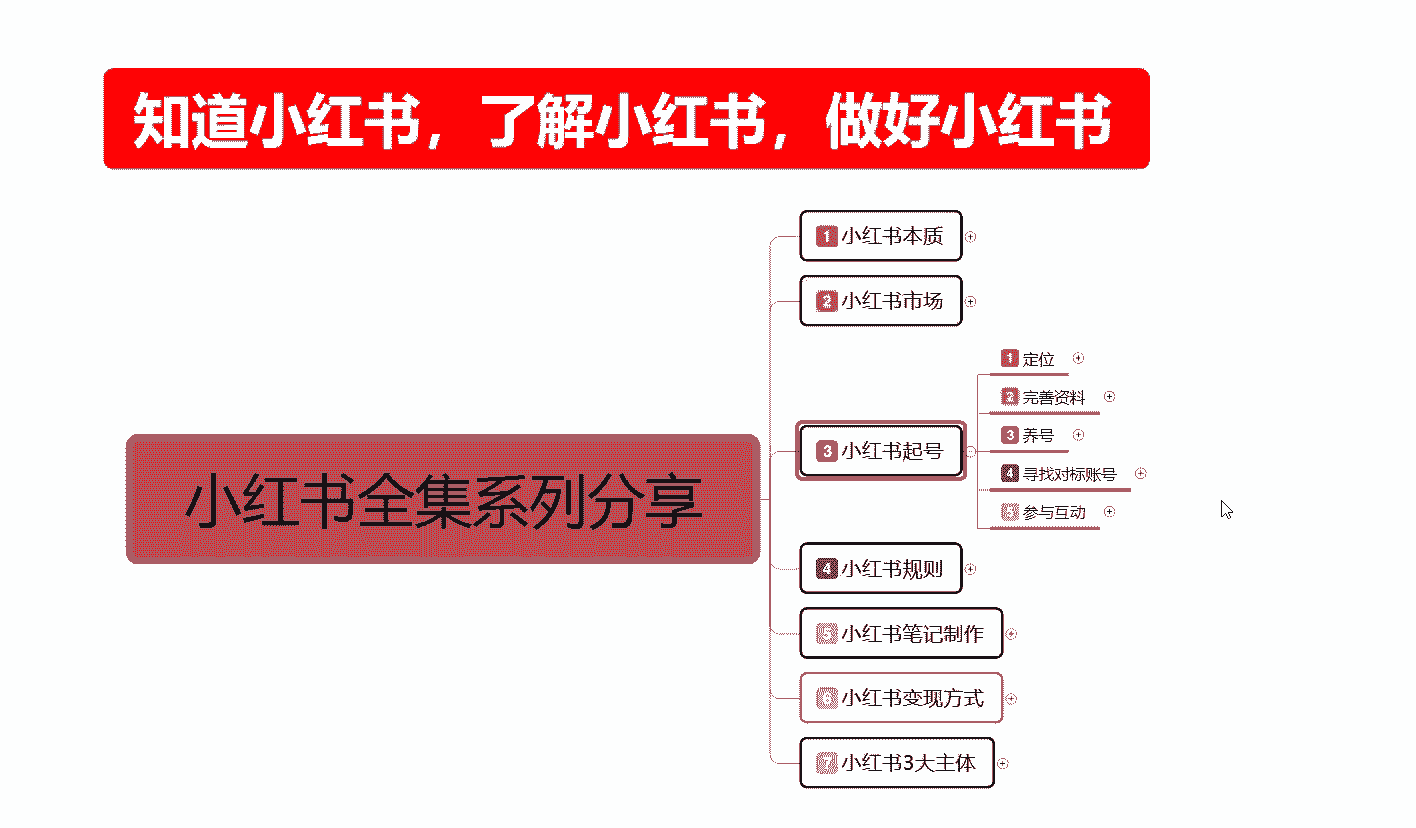 知道小红书，了解小红书，做好小红书
小红书全集系列分享
1 小红书本质
2 小红书市场
3 小红书起号
1 定位
2 完善资料
3 养号
4 寻找对标账号
5 参与互动
4 小红书规则
5 小红书笔记制作
6 小红书变现方式
7 小红书3大主体